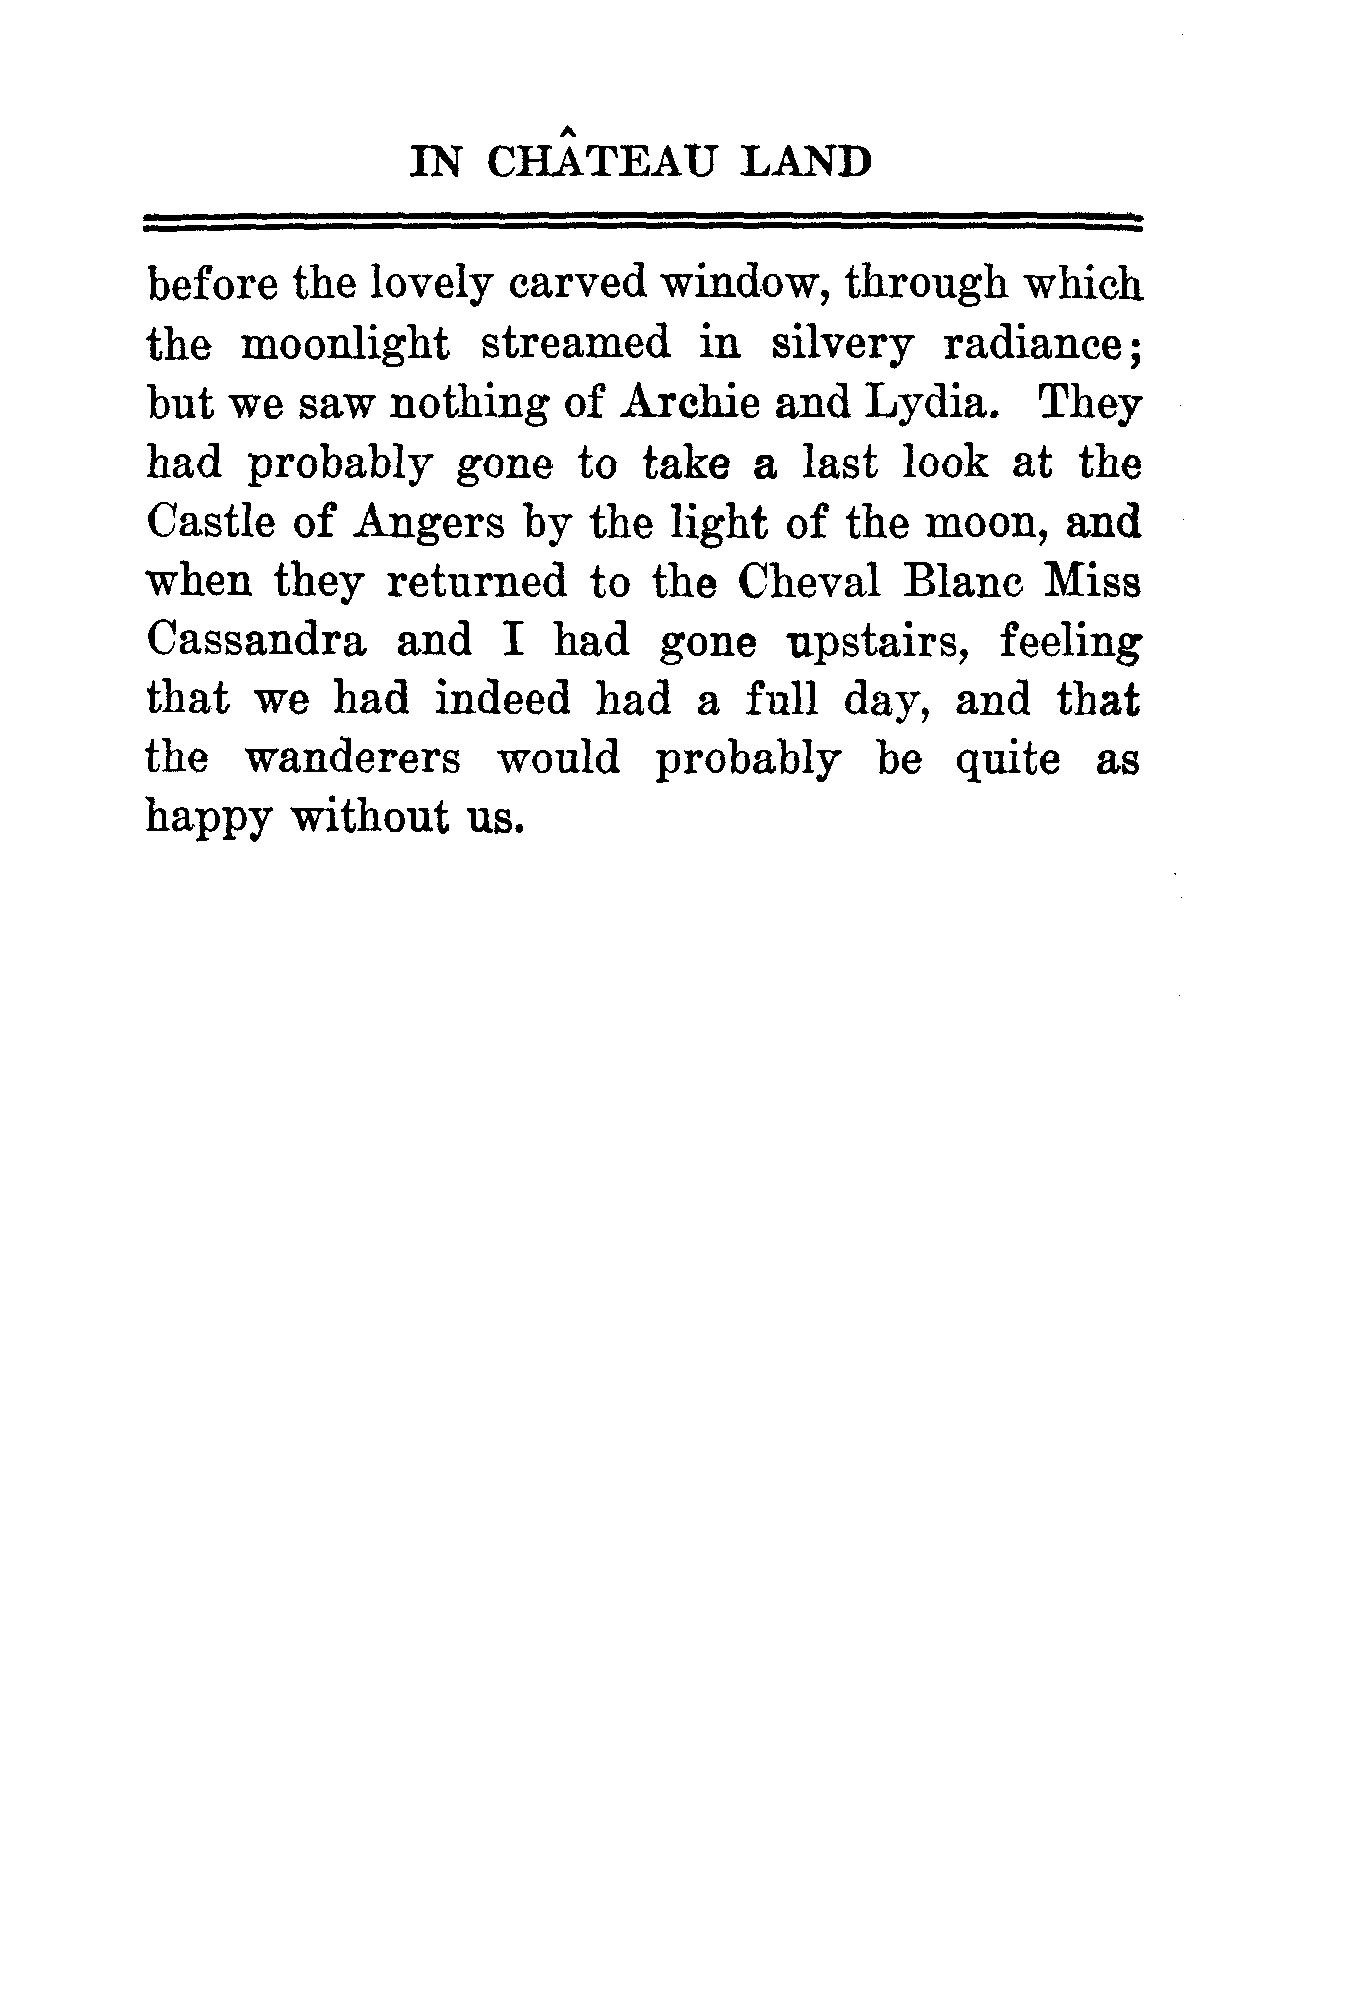 IN CHÂTEAU LAND
before the lovely carved window, through which
the moonlight streamed in silvery radiance;
but we saw nothing of Archie and Lydia. They
had probably gone to take a last look at the
Castle of Angers by the light of the moon, and
when they returned to the Cheval Blanc Miss
Cassandra and I had gone upstairs, feeling
that we had indeed had a full day, and that
the wanderers would probably be quite as
happy without us.